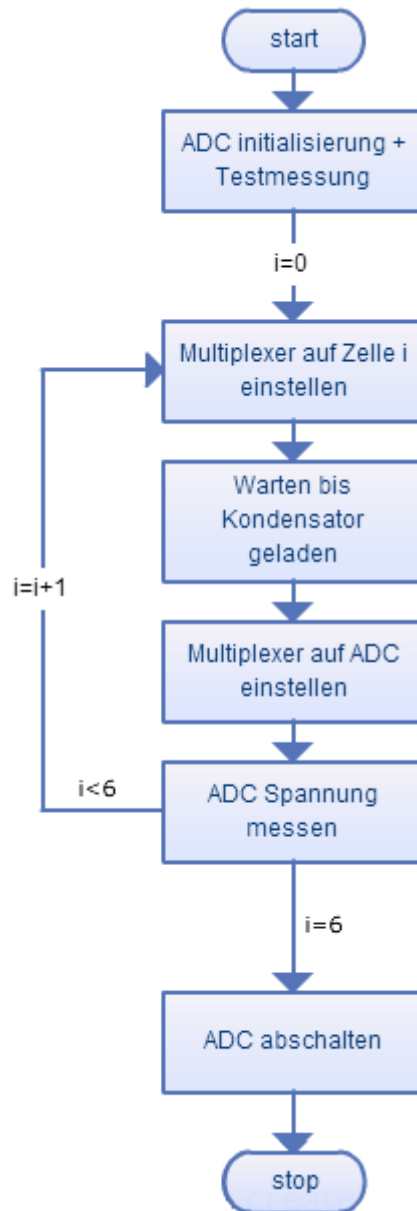 start
ADC initialisierung +
Testmessung
i=0
Multiplexer auf Zelle i
einstellen
Warten bis
Kondensator
geladen
i=i+1
Multiplexer auf ADC
einstellen
i<6
ADC Spannung
messen
i=6
ADC abschalten
stop